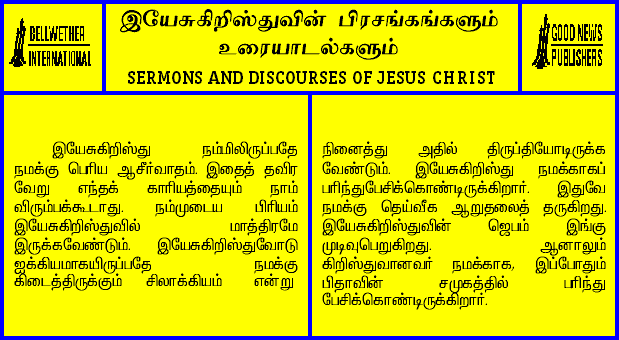 BELLWETHER
INTERNATIONAL
இயேசுகிறிஸ்துவின் பிரசங்கங்களும்
உரையாடல்களும்
SERMONS AND DISCOURSES OF JESUS CHRIST
GOOD NEWS
PUBLISHERS
இயேசுகிறிஸ்து நம்மிலிருப்பதே
நமக்கு பெரிய ஆசீர்வாதம். இதைத் தவிர
வேறு எந்தக் காரியத்தையும் நாம்
விரும்பக்கூடாது. நம்முடைய பிரியம்
இயேசுகிறிஸ்துவில் மாத்திரமே
இருக்கவேண்டும். இயேசுகிறிஸ்துவோடு
ஐக்கியமாகயிருப்பதே நமக்கு
கிடைத்திருக்கும் சிலாக்கியம் என்று
நினைத்து அதில் திருப்தியோடிருக்க
வேண்டும். இயேசுகிறிஸ்து நமக்காகப்
பரிந்துபேசிக்கொண்டிருக்கிறார். இதுவே
நமக்கு தெய்வீக ஆறுதலைத் தருகிறது.
இயேசுகிறிஸ்துவின் ஜெபம் இங்கு
முடிவுபெறுகிறது. ஆனாலும்
கிறிஸ்துவானவர் நமக்காக, இப்போதும்
பிதாவின் சமுகத்தில் பரிந்து
பேசிக்கொண்டிருக்கிறார்.